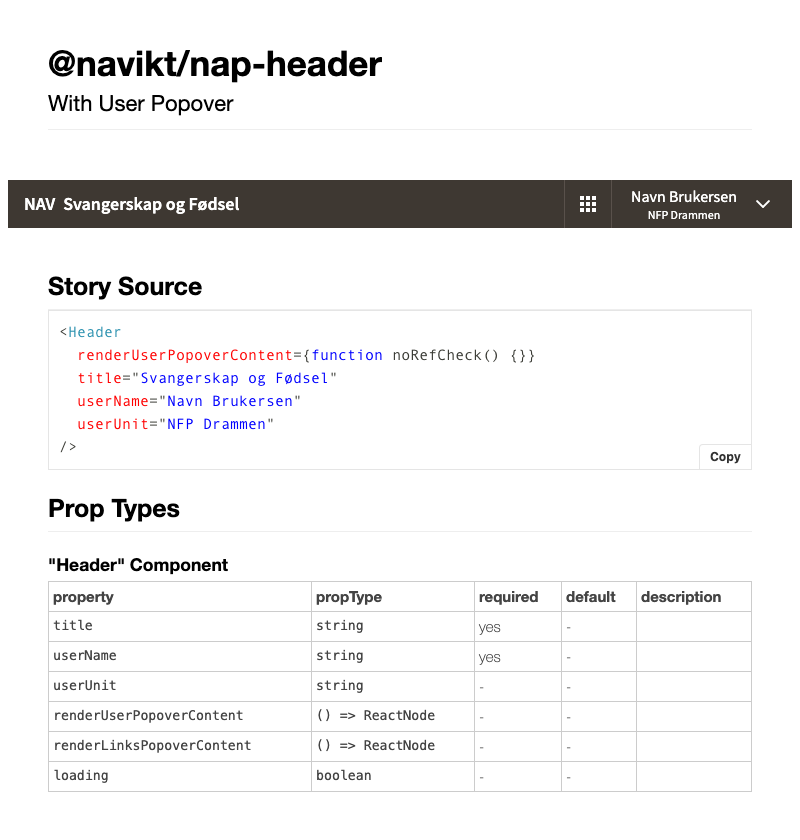 @navikt/nap-header
With User Popover
NAV Svangerskap og Fødsel
Navn Brukersen
NFP Drammen
Story Source
<Header
  renderUserPopoverContent={function noRefCheck() {}}
  title="Svangerskap og Fødsel"
  userName="Navn Brukersen"
  userUnit="NFP Drammen"
/>
Copy
Prop Types
"Header" Component
property propType required default description
title string yes -
userName string yes -
userUnit string - -
renderUserPopoverContent () => ReactNode - -
renderLinksPopoverContent () => ReactNode - -
loading boolean - -